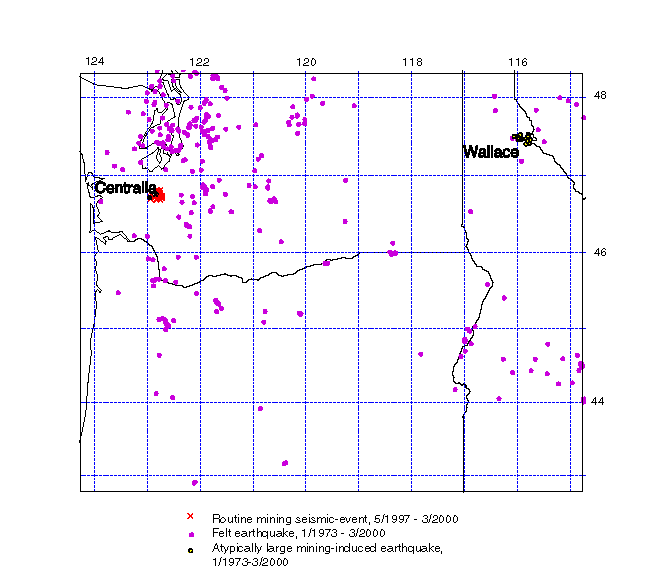 124 122 120 118 116
48
Wallace
Centralia
46
44
Routine mining seismic-event, 5/1997 - 3/2000
Felt earthquake, 1/1973 - 3/2000
Atypically large mining-induced earthquake,
1/1973-3/2000